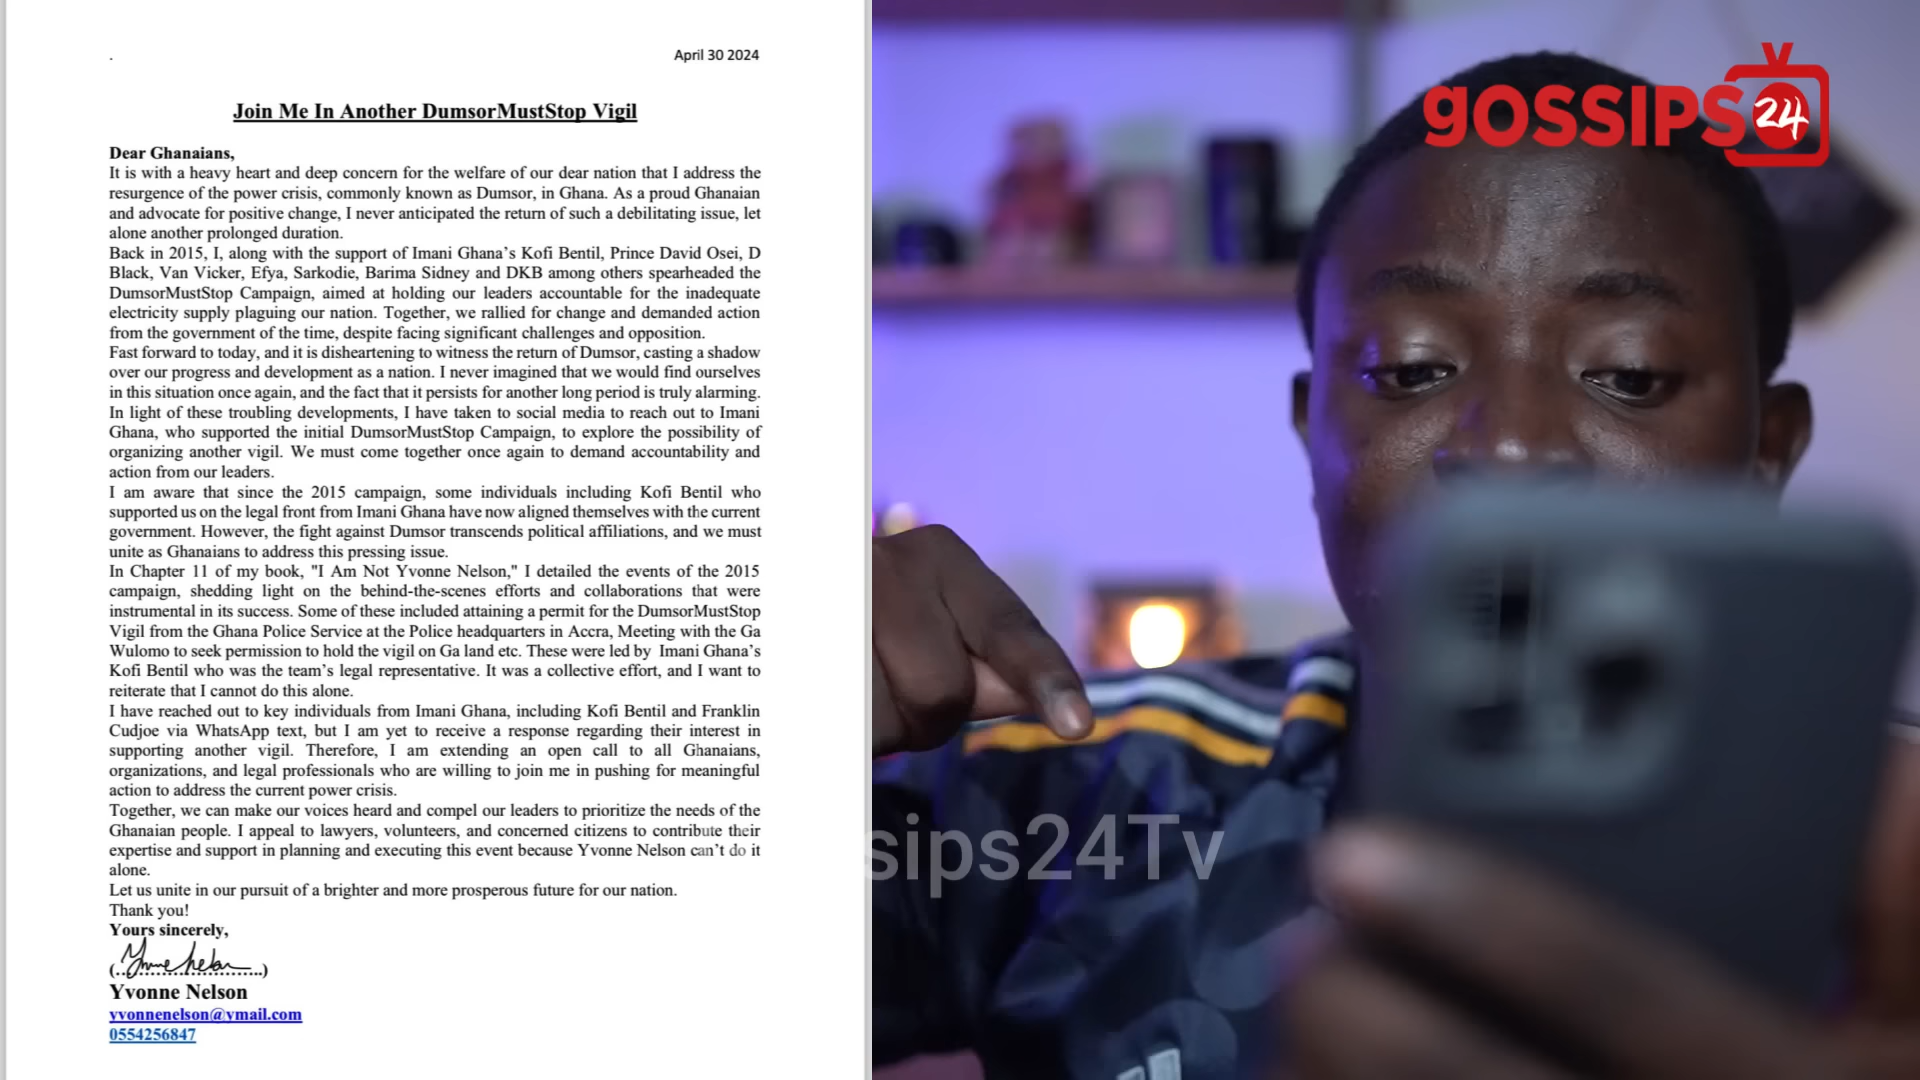 .
April 30 2024
Join Me In Another DumsorMustStop Vigil
Dear Ghanaians,
It is with a heavy heart and deep concern for the welfare of our dear nation that I address the
resurgence of the power crisis, commonly known as Dumsor, in Ghana. As a proud Ghanaian
and advocate for positive change, I never anticipated the return of such a debilitating issue, let
alone another prolonged duration.
Back in 2015, I, along with the support of Imani Ghana's Kofi Bentil, Prince David Osei, D
Black, Van Vicker, Efya, Sarkodie, Barima Sidney and DKB among others spearheaded the
DumsorMustStop Campaign, aimed at holding our leaders accountable for the inadequate
electricity supply plaguing our nation. Together, we rallied for change and demanded action
from the government of the time, despite facing significant challenges and opposition.
Fast forward to today, and it is disheartening to witness the return of Dumsor, casting a shadow
over our progress and development as a nation. I never imagined that we would find ourselves
in this situation once again, and the fact that it persists for another long period is truly alarming.
In light of these troubling developments, I have taken to social media to reach out to Imani
Ghana, who supported the initial DumsorMustStop Campaign, to explore the possibility of
organizing another vigil. We must come together once again to demand accountability and
action from our leaders.
I am aware that since the 2015 campaign, some individuals including Kofi Bentil who
supported us on the legal front from Imani Ghana have now aligned themselves with the current
government. However, the fight against Dumsor transcends political affiliations, and we must
unite as Ghanaians to address this pressing issue.
In Chapter 11 of my book, "I Am Not Yvonne Nelson," I detailed the events of the 2015
campaign, shedding light on the behind-the-scenes efforts and collaborations that were
instrumental in its success. Some of these included attaining a permit for the DumsorMustStop
Vigil from the Ghana Police Service at the Police headquarters in Accra, Meeting with the Ga
Wulomo to seek permission to hold the vigil on Ga land etc. These were led by Imani Ghana's
Kofi Bentil who was the team's legal representative. It was a collective effort, and I want to
reiterate that I cannot do this alone.
I have reached out to key individuals from Imani Ghana, including Kofi Bentil and Franklin
Cudjoe via WhatsApp text, but I am yet to receive a response regarding their interest in
supporting another vigil. Therefore, I am extending an open call to all Ghanaians,
organizations, and legal professionals who are willing to join me in pushing for meaningful
action to address the current power crisis.
Together, we can make our voices heard and compel our leaders to prioritize the needs of the
Ghanaian people. I appeal to lawyers, volunteers, and concerned citizens to contribute their
expertise and support in planning and executing this event because Yvonne Nelson can't do it
alone.
Let us unite in our pursuit of a brighter and more prosperous future for our nation.
Thank you!
Yours sincerely,
(..Yvonne Nelson..)
Yvonne Nelson
yvonnenelson@ymail.com
0554256847
gOSSIPS24
sips24Tv